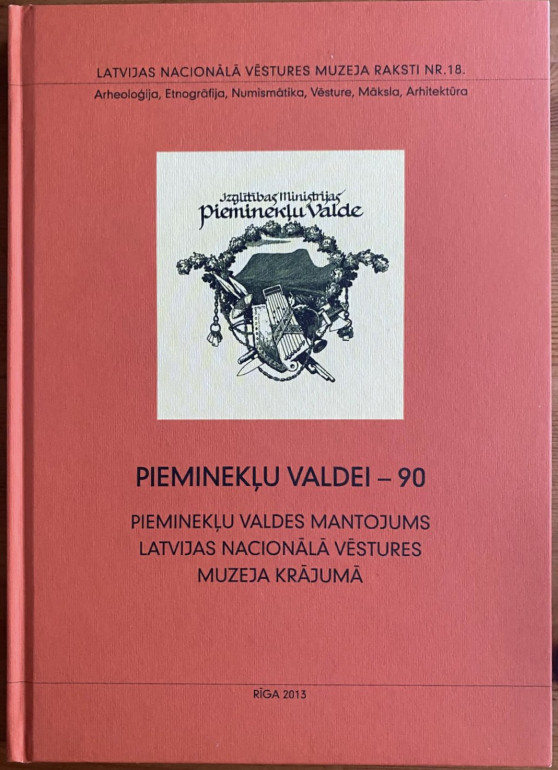 LATVIJAS NACIONĀLĀ VĒSTURES MUZEJA RAKSTI NR.18.
Arheoloģija, Etnogrāfija, Numismātika, Vēsture, Māksla, Arhitektūra
Izglītības Ministrijas
Pieminekļu Valde
PIEMINEKĻU VALDEI – 90
PIEMINEKĻU VALDES MANTOJUMS
LATVIJAS NACIONĀLĀ VĒSTURES
MUZEJA KRĀJUMĀ
RĪGA 2013